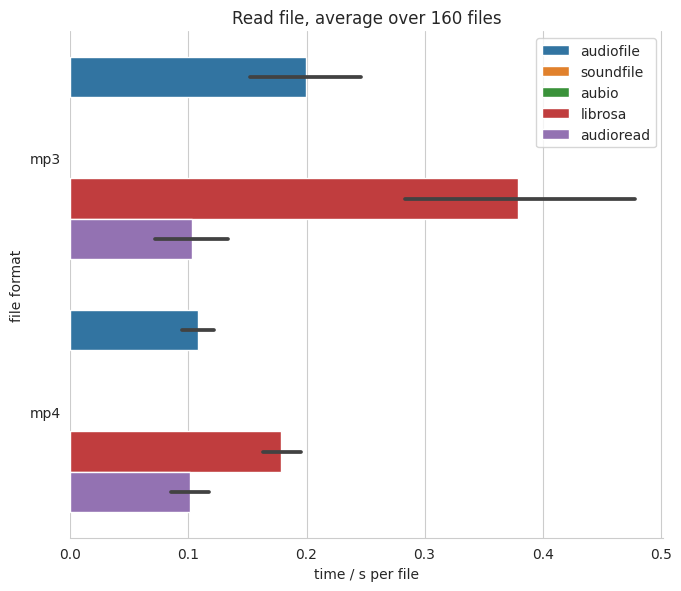 Read file, average over 160 files
audiofile
soundfile
aubio
librosa
audioread
mp3
file format
mp4
0.0 0.1 0.2 0.3 0.4 0.5
time / s per file